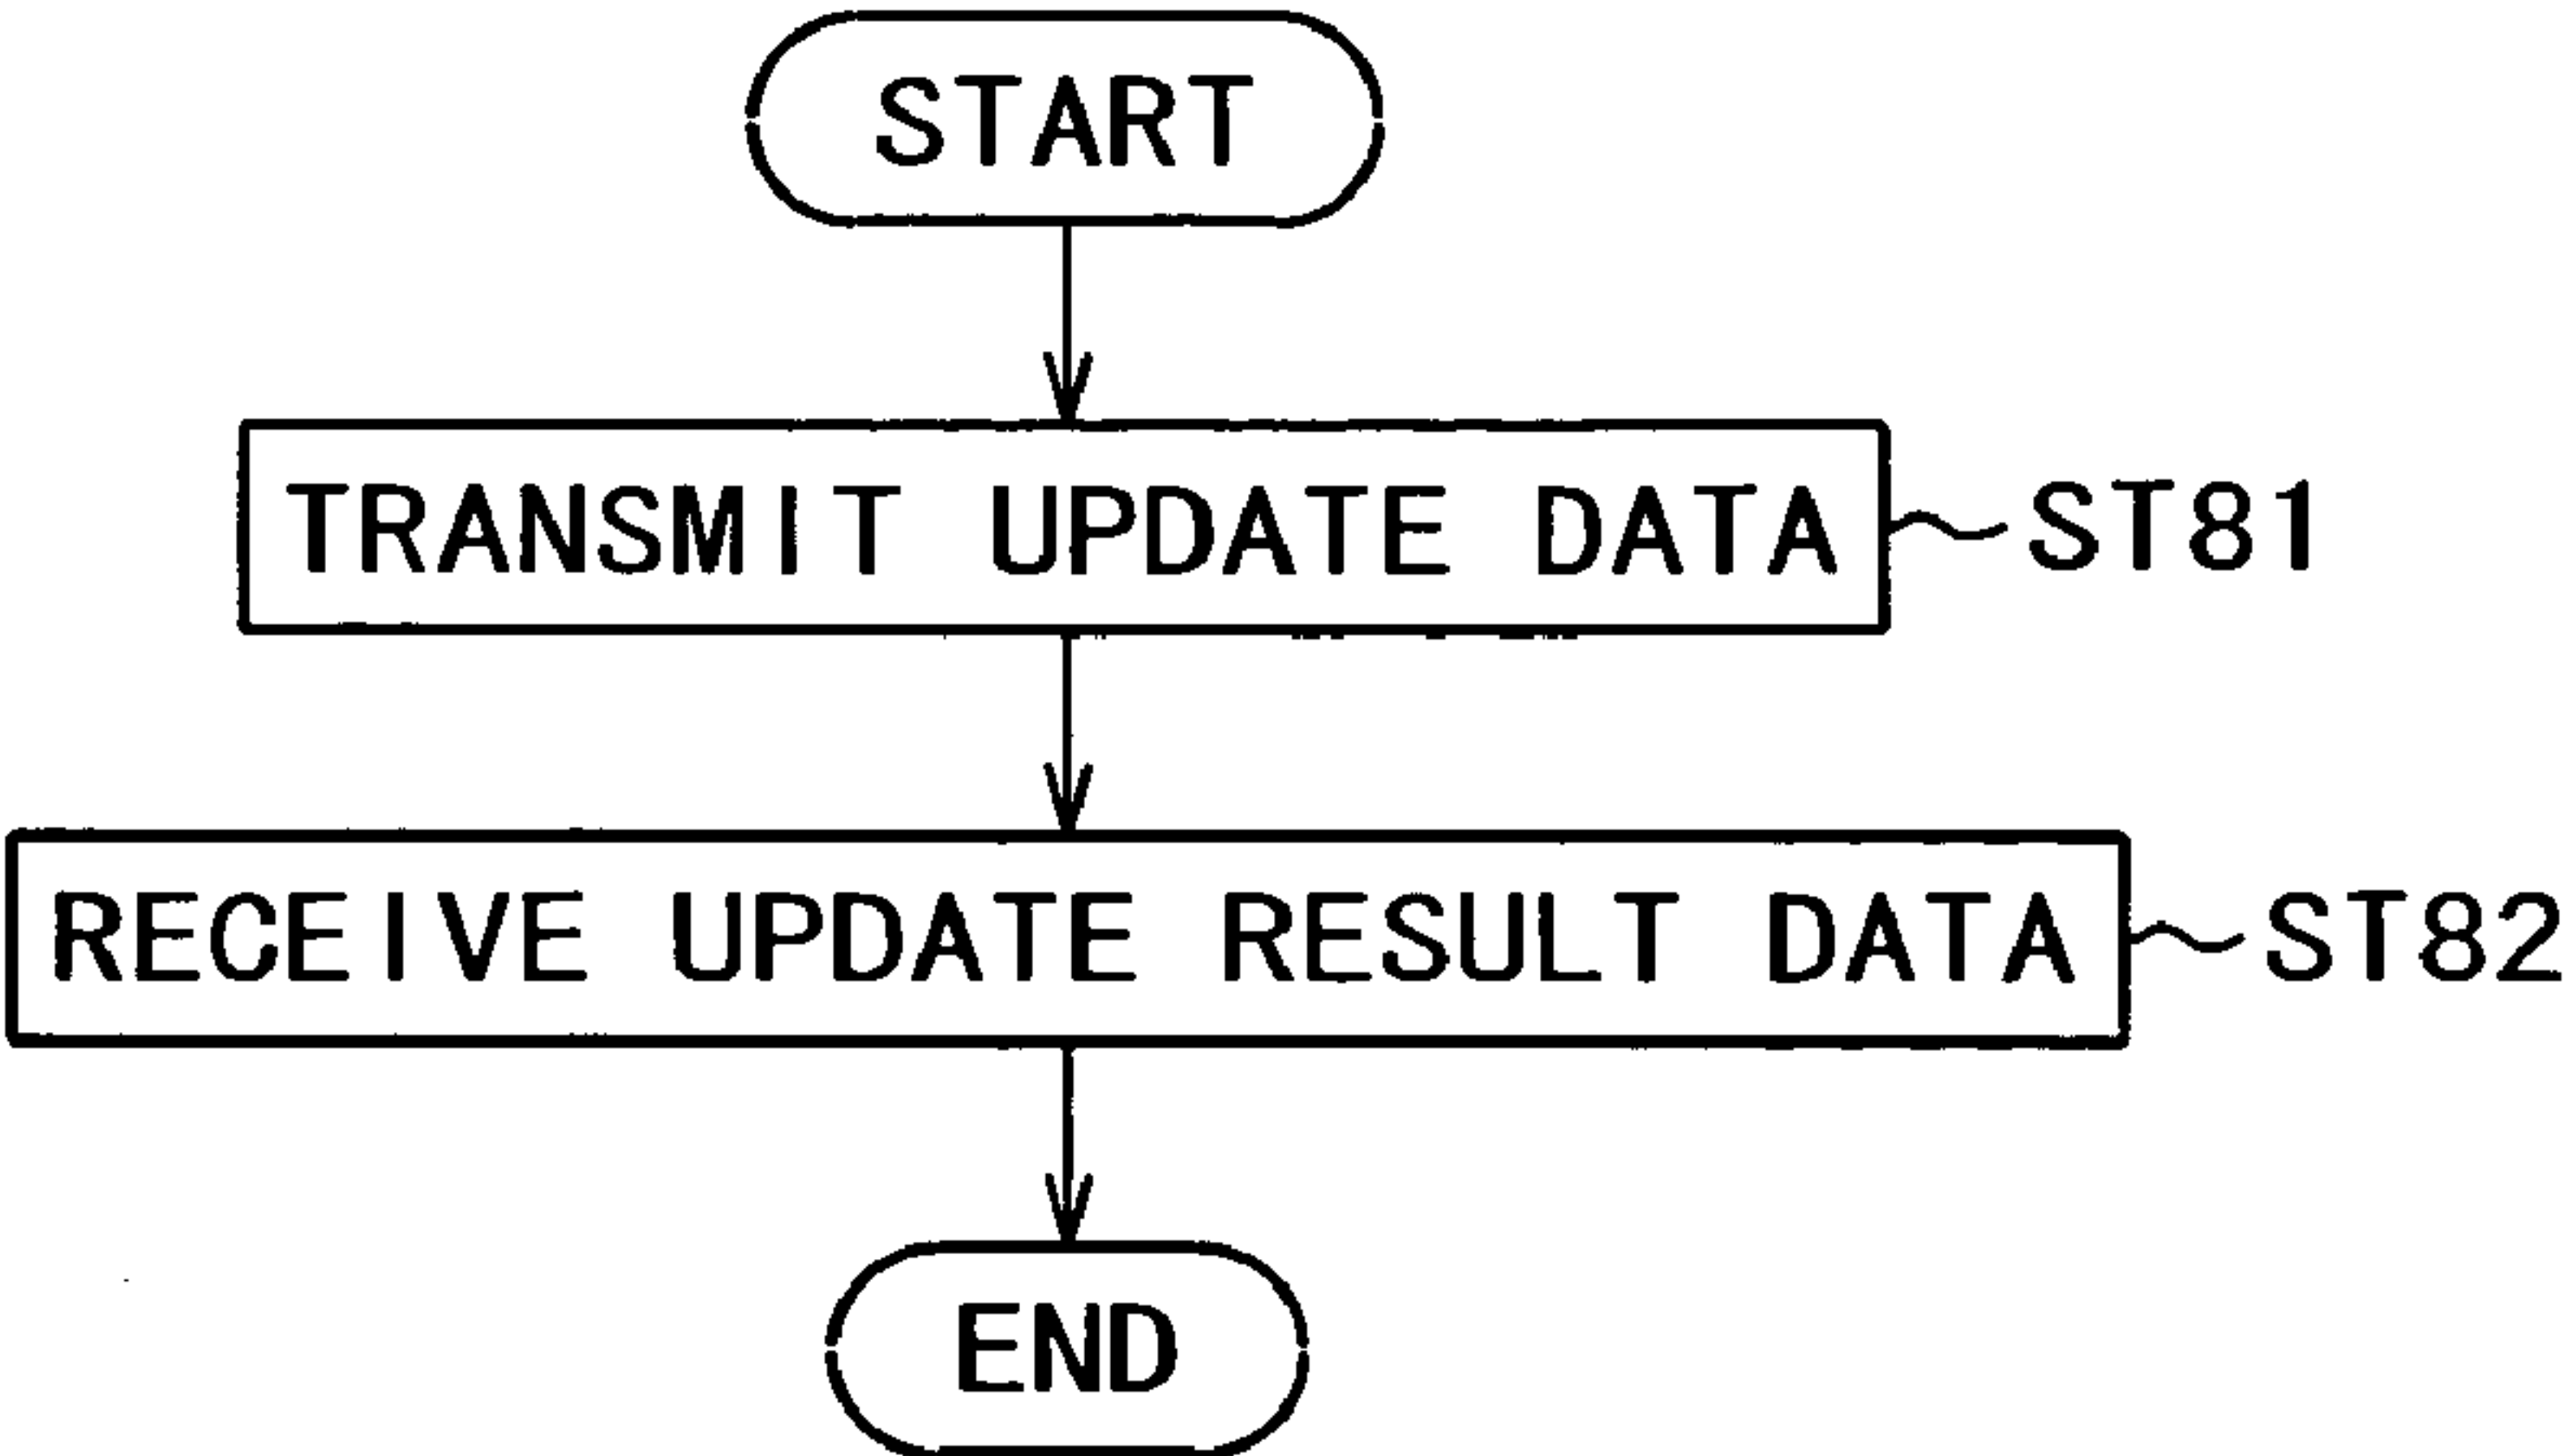 START
TRANSMIT UPDATE DATA ST81
RECEIVE UPDATE RESULT DATA ST82
END